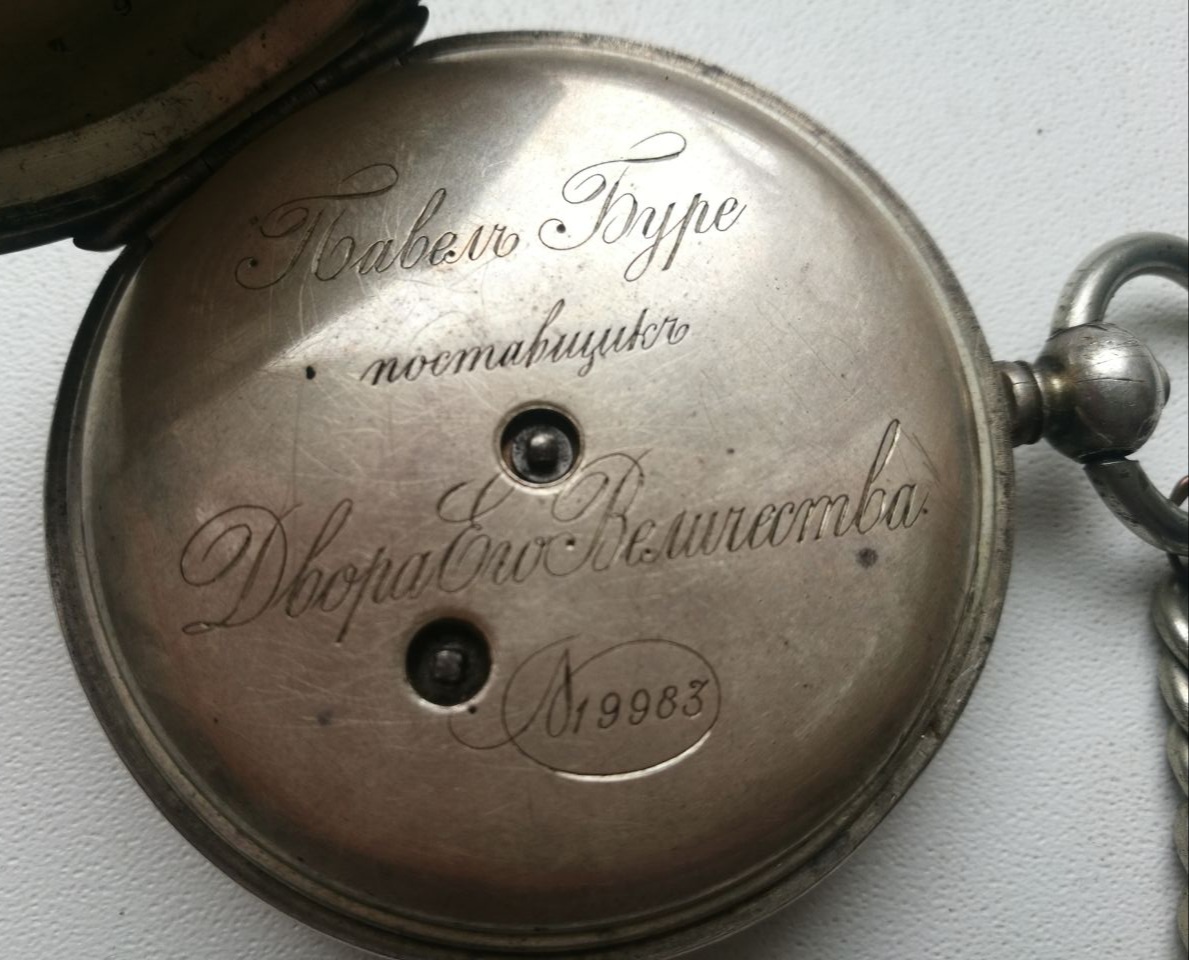 Павелъ Буре
поставщикъ
Двора Его Величества.
№ 19983